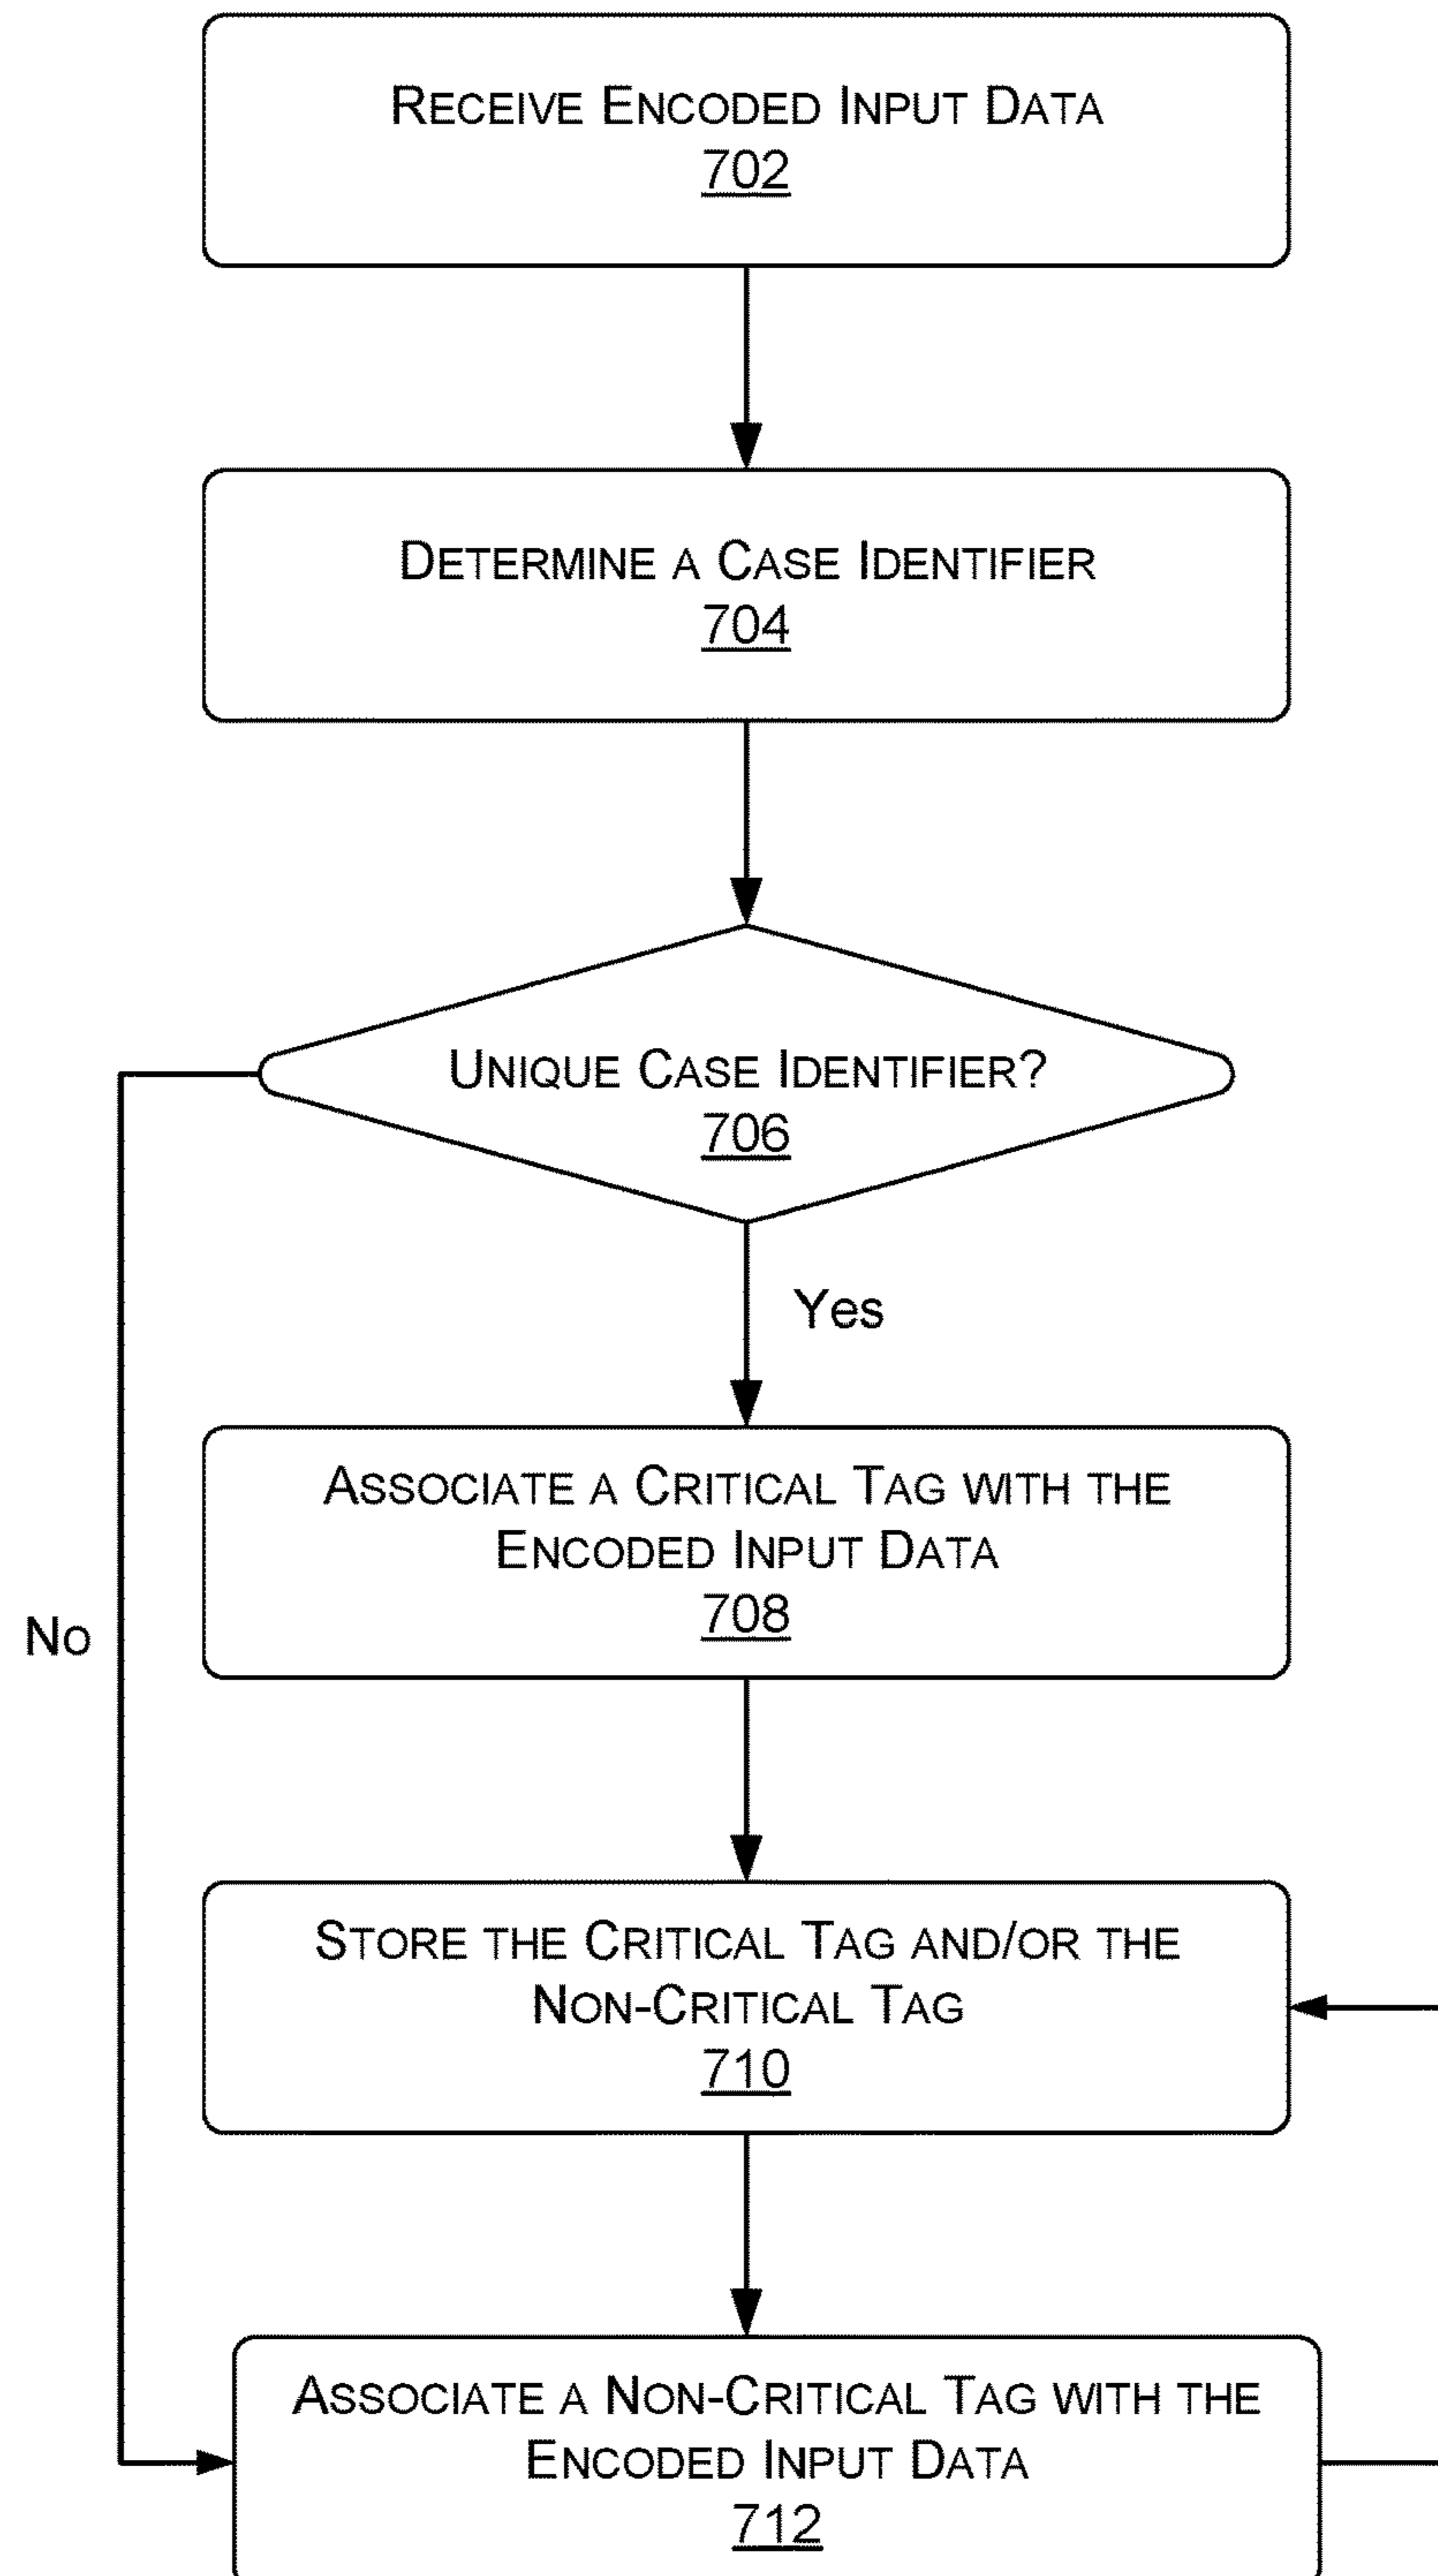 RECEIVE ENCODED INPUT DATA
702
DETERMINE A CASE IDENTIFIER
704
UNIQUE CASE IDENTIFIER?
706
Yes
ASSOCIATE A CRITICAL TAG WITH THE
ENCODED INPUT DATA
708
No
STORE THE CRITICAL TAG AND/OR THE
NON-CRITICAL TAG
710
ASSOCIATE A NON-CRITICAL TAG WITH THE
ENCODED INPUT DATA
712